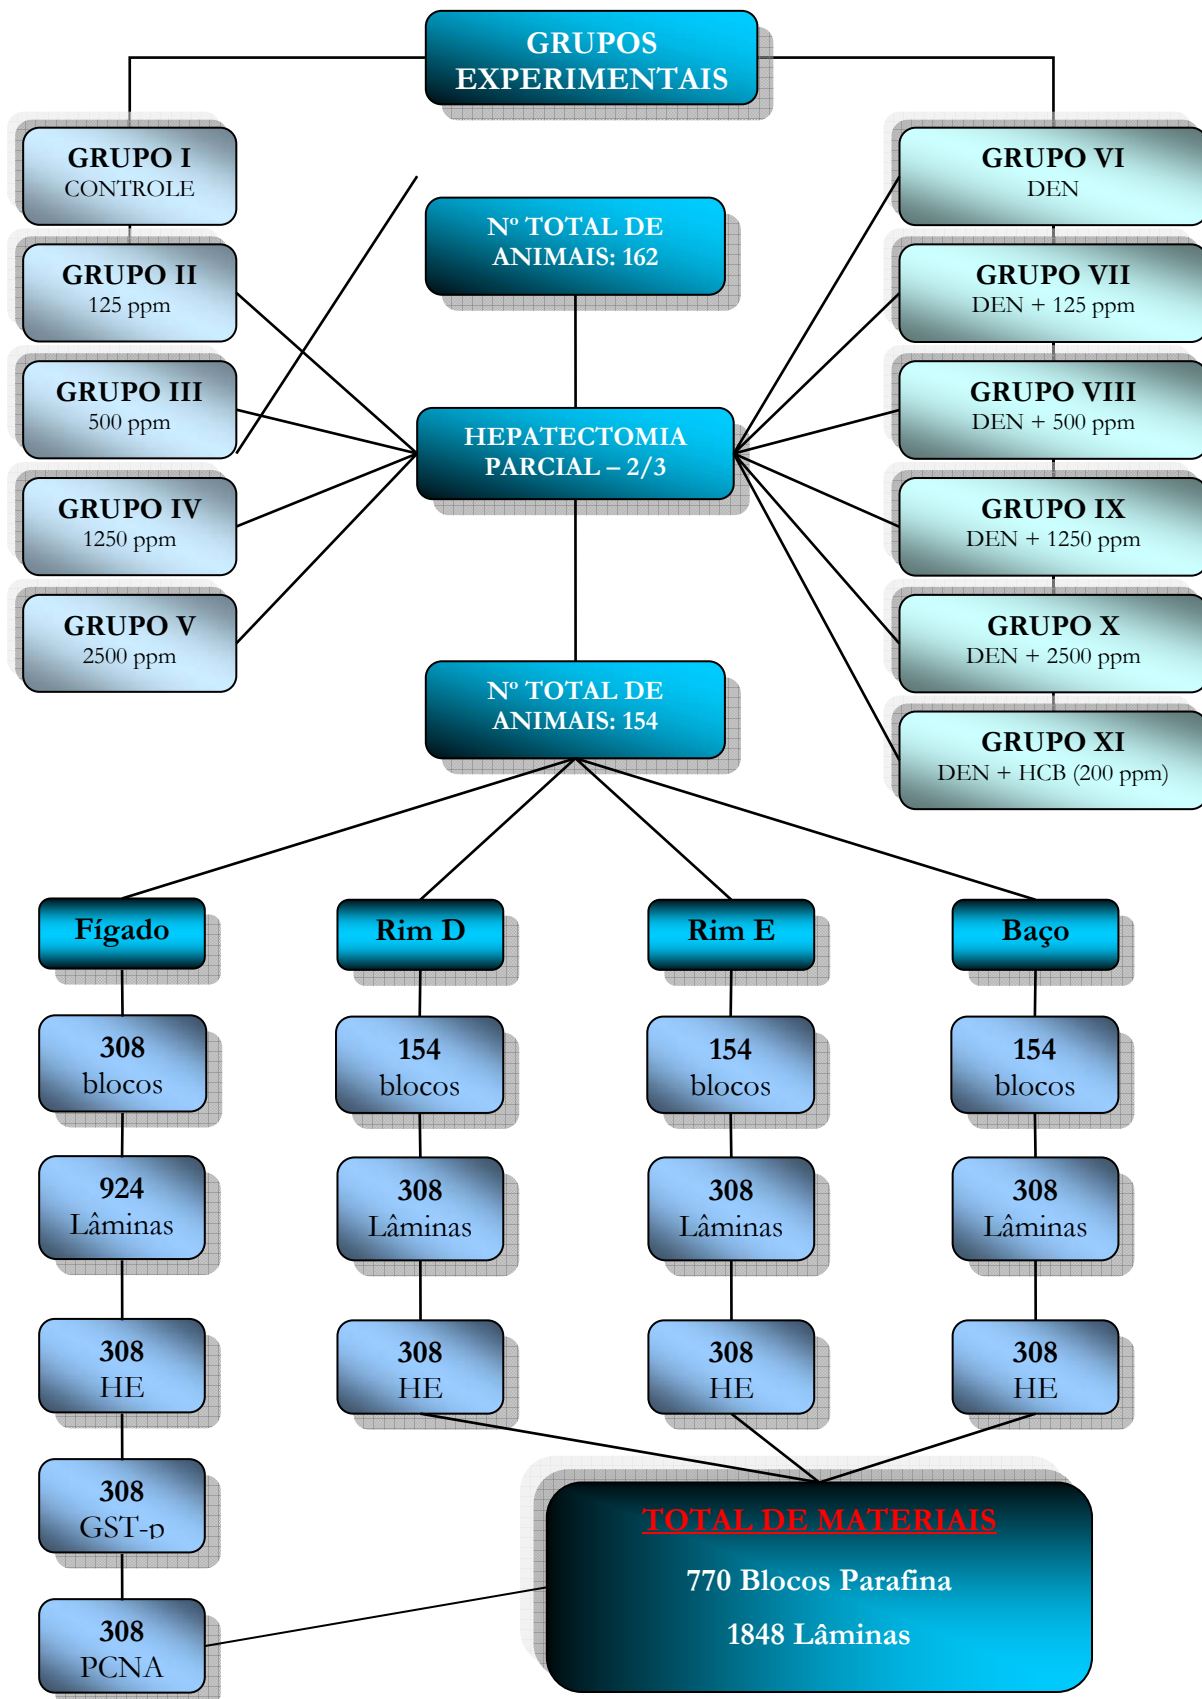 GRUPOS
EXPERIMENTAIS
GRUPO I
CONTROLE
GRUPO II
125 ppm
GRUPO III
500 ppm
GRUPO IV
1250 ppm
GRUPO V
2500 ppm
Nº TOTAL DE
ANIMAIS: 162
HEPATECTOMIA
PARCIAL – 2/3
Nº TOTAL DE
ANIMAIS: 154
GRUPO VI
DEN
GRUPO VII
DEN + 125 ppm
GRUPO VIII
DEN + 500 ppm
GRUPO IX
DEN + 1250 ppm
GRUPO X
DEN + 2500 ppm
GRUPO XI
DEN + HCB (200 ppm)
Fígado
308
blocos
924
Lâminas
308
HE
308
GST-p
308
PCNA
Rim D
154
blocos
308
Lâminas
308
HE
Rim E
154
blocos
308
Lâminas
308
HE
Baço
154
blocos
308
Lâminas
308
HE
TOTAL DE MATERIAIS
770 Blocos Parafina
1848 Lâminas